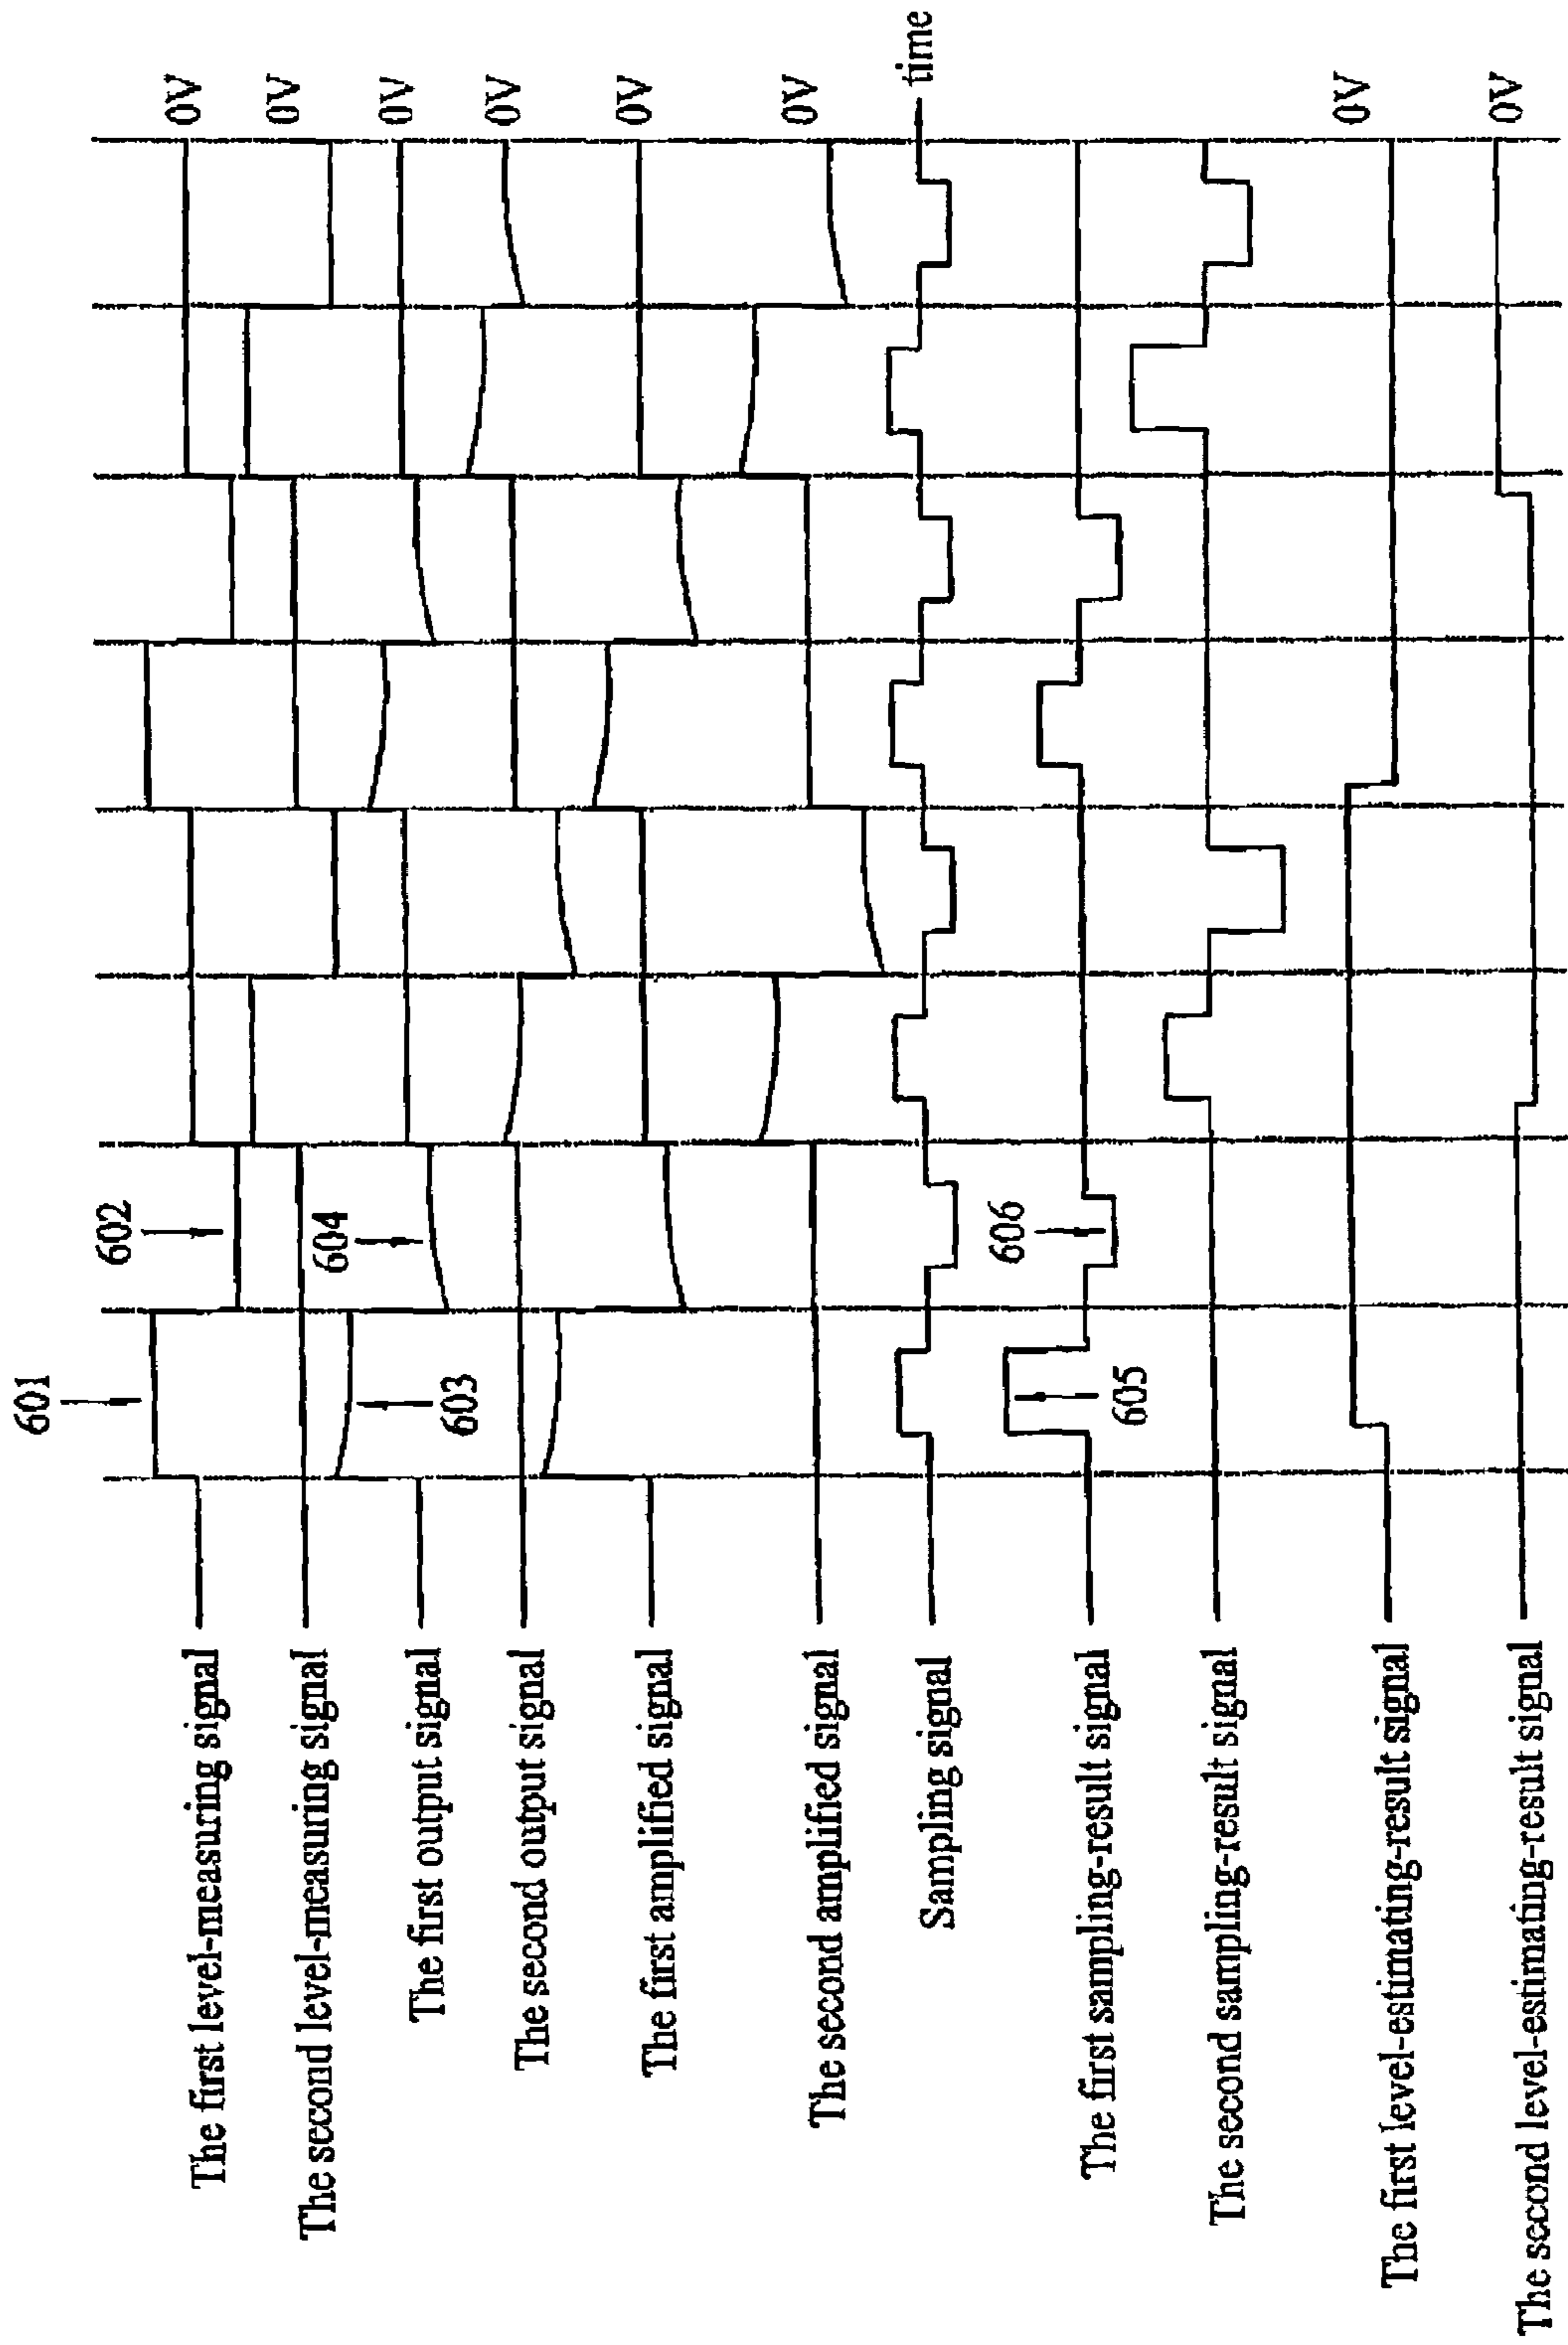 601
602
0V
The first level-measuring signal
0V
The second level-measuring signal
604
0V
The first output signal
603
0V
The second output signal
0V
The first amplified signal
0V
The second amplified signal
time
Sampling signal
606
605
The first sampling-result signal
The second sampling-result signal
0V
The first level-estimating-result signal
0V
The second level-estimating-result signal